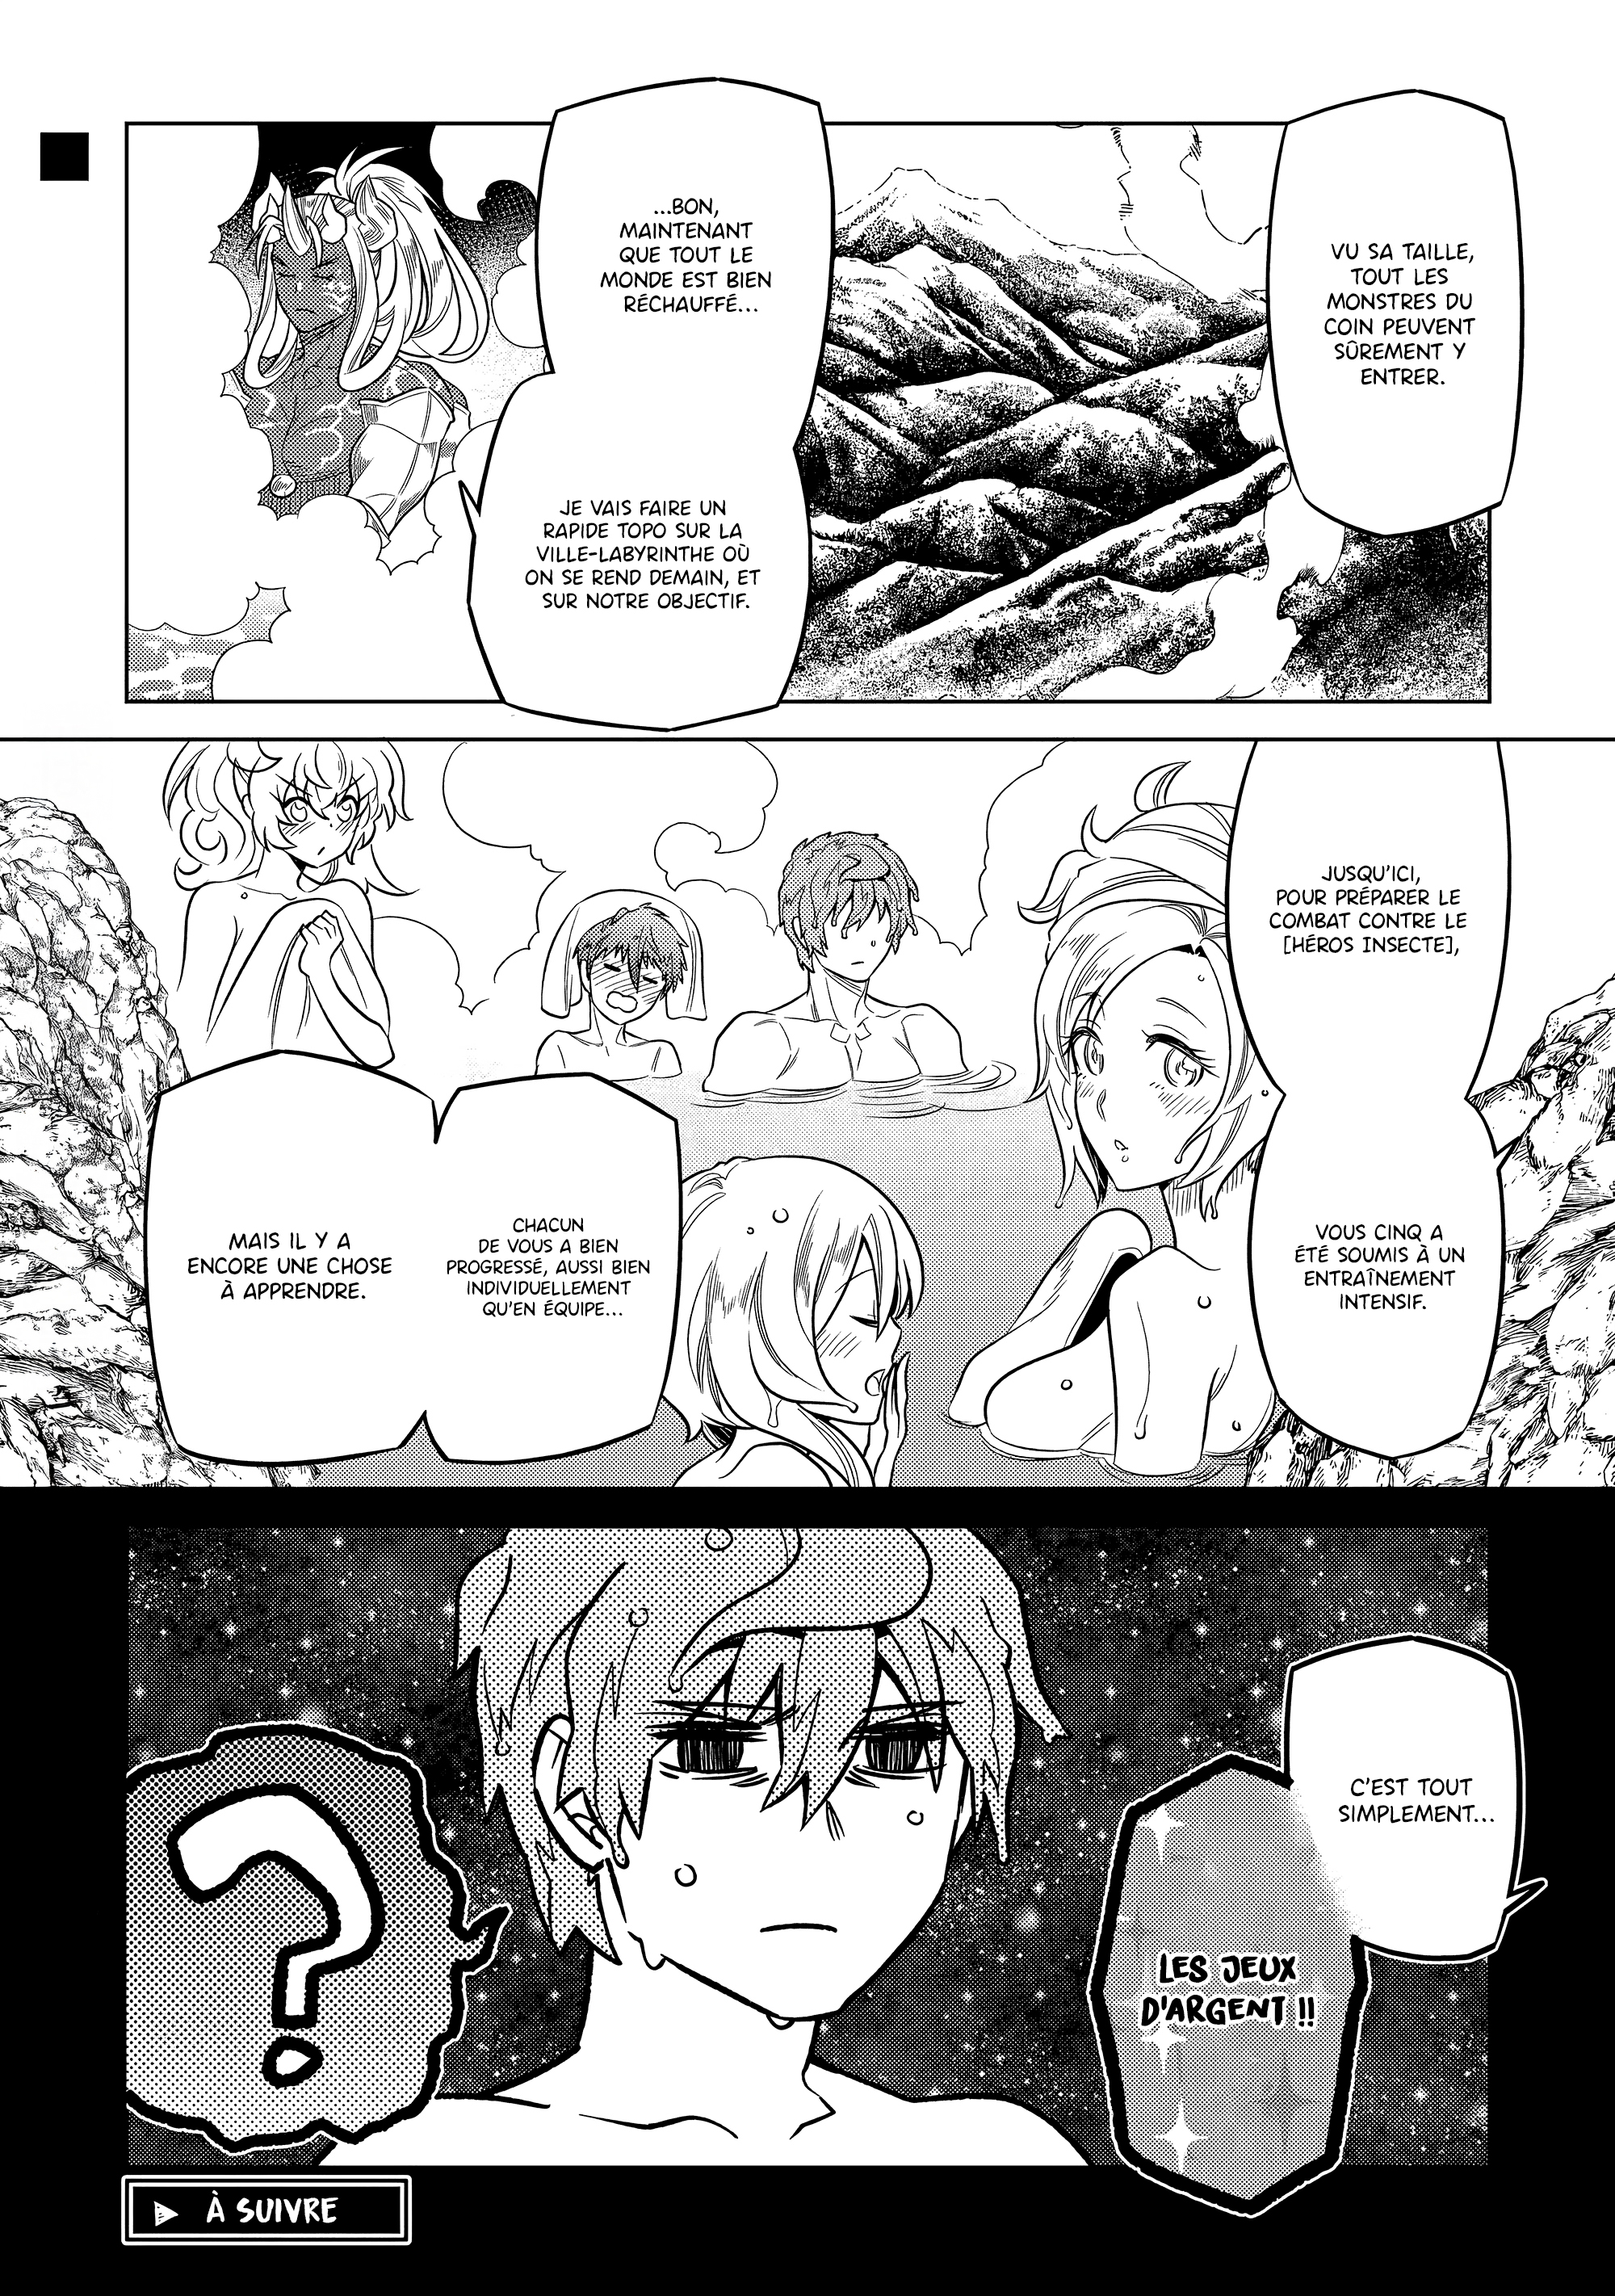 VU SA TAILLE,
TOUT LES
MONSTRES DU
COIN PEUVENT
SÛREMENT Y
ENTRER.
...BON,
MAINTENANT
QUE TOUT LE
MONDE EST BIEN
RÉCHAUFFÉ...
JE VAIS FAIRE UN
RAPIDE TOPO SUR LA
VILLE-LABYRINTHE OÙ
ON SE REND DEMAIN, ET
SUR NOTRE OBJECTIF.
JUSQU'ICI,
POUR PRÉPARER LE
COMBAT CONTRE LE
[HÉROS INSECTE],
VOUS CINQ A
ÉTÉ SOUMIS À UN
ENTRAÎNEMENT
INTENSIF.
CHACUN
DE VOUS A BIEN
PROGRESSÉ, AUSSI BIEN
INDIVIDUELLEMENT
QU'EN ÉQUIPE...
MAIS IL Y A
ENCORE UNE CHOSE
À APPRENDRE.
C'EST TOUT
SIMPLEMENT...
LES JEUX
D'ARGENT !!
?
À SUIVRE